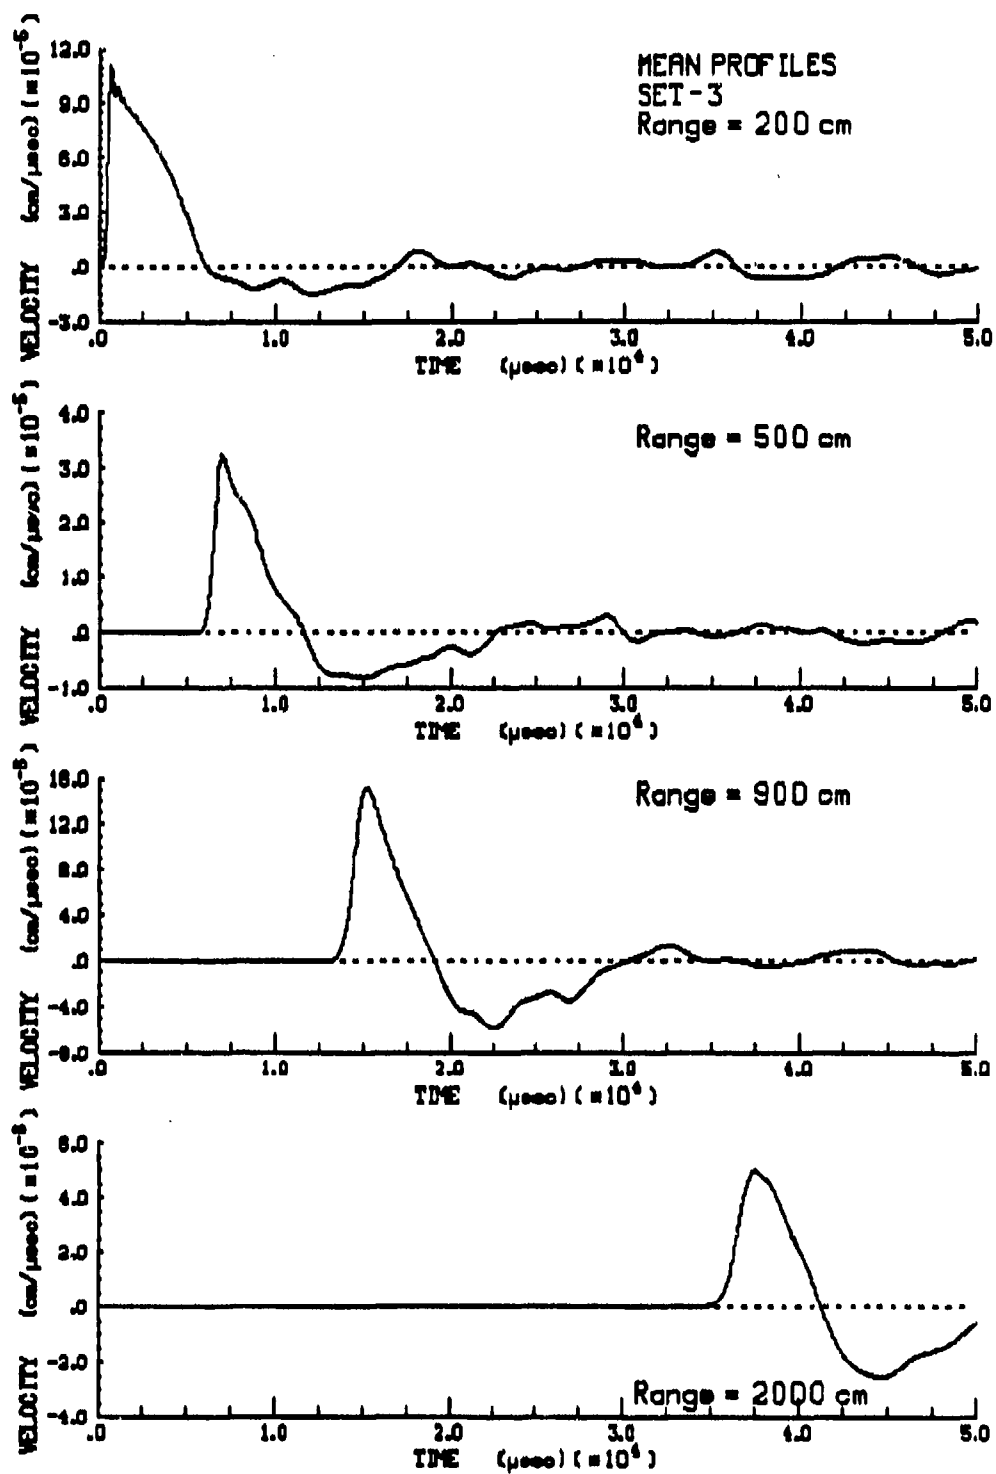 MEAN PROFILES
SET-3
Range = 200 cm
VELOCITY (cm/μsec) (×10⁻⁵)
12.0
9.0
6.0
3.0
.0
-3.0
.0 1.0 2.0 3.0 4.0 5.0
TIME (μsec) (×10⁴)
Range = 500 cm
VELOCITY (cm/μsec) (×10⁻⁵)
4.0
3.0
2.0
1.0
.0
-1.0
.0 1.0 2.0 3.0 4.0 5.0
TIME (μsec) (×10⁴)
Range = 900 cm
VELOCITY (cm/μsec) (×10
16.0
12.0
8.0
4.0
.0
-4.0
-8.0
.0 1.0 2.0 3.0 4.0 5.0
TIME (μsec) (×10⁴)
Range = 2000 cm
VELOCITY (cm/μsec) (×10
6.0
4.0
2.0
.0
-2.0
-4.0
.0 1.0 2.0 3.0 4.0 5.0
TIME (μsec) (×10⁴)